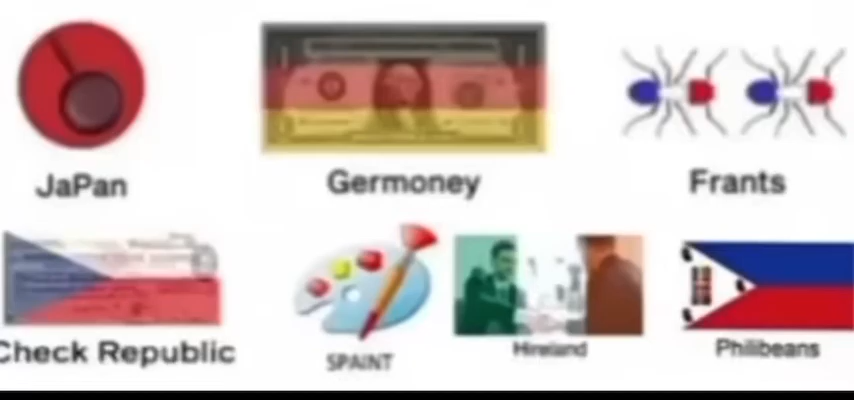 JaPan
Germoney
Frants
Check Republic
SPAINT
Hireland
Philibeans